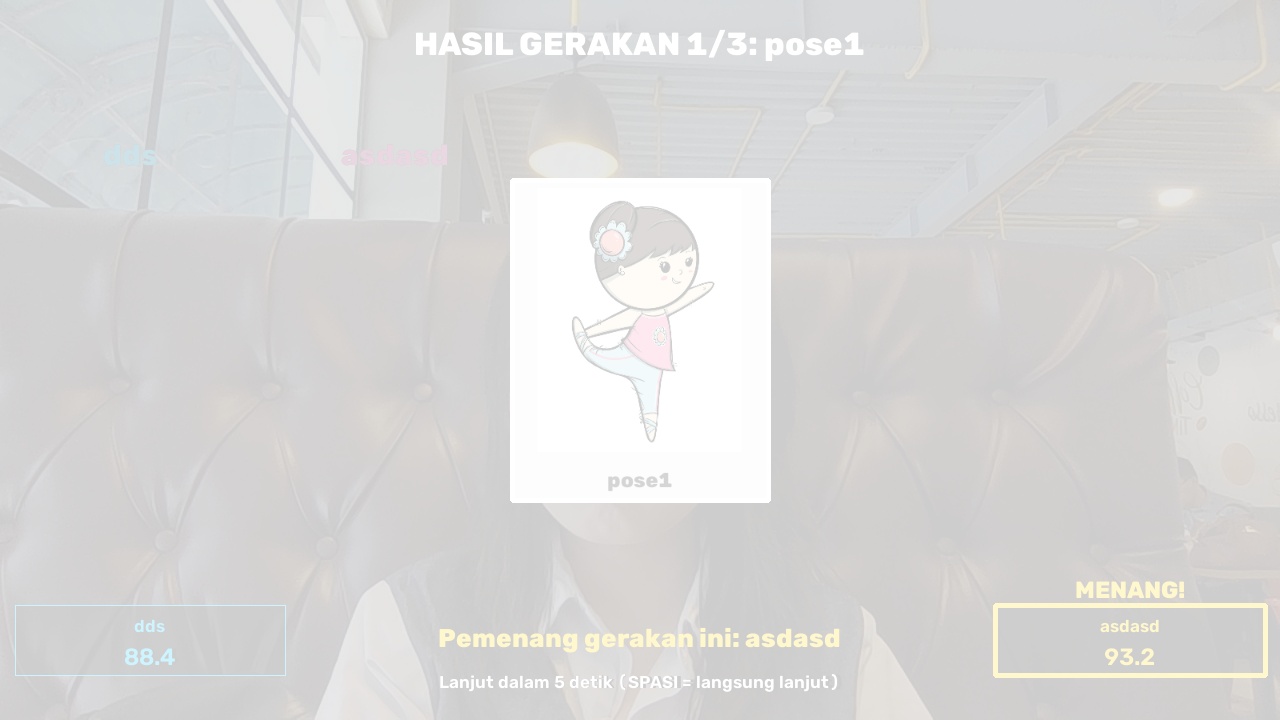 HASIL GERAKAN 1/3: pose1
dds
asdasd
pose1
MENANG!
dds
88.4
Pemenang gerakan ini: asdasd
asdasd
93.2
Lanjut dalam 5 detik (SPASI = langsung lanjut)